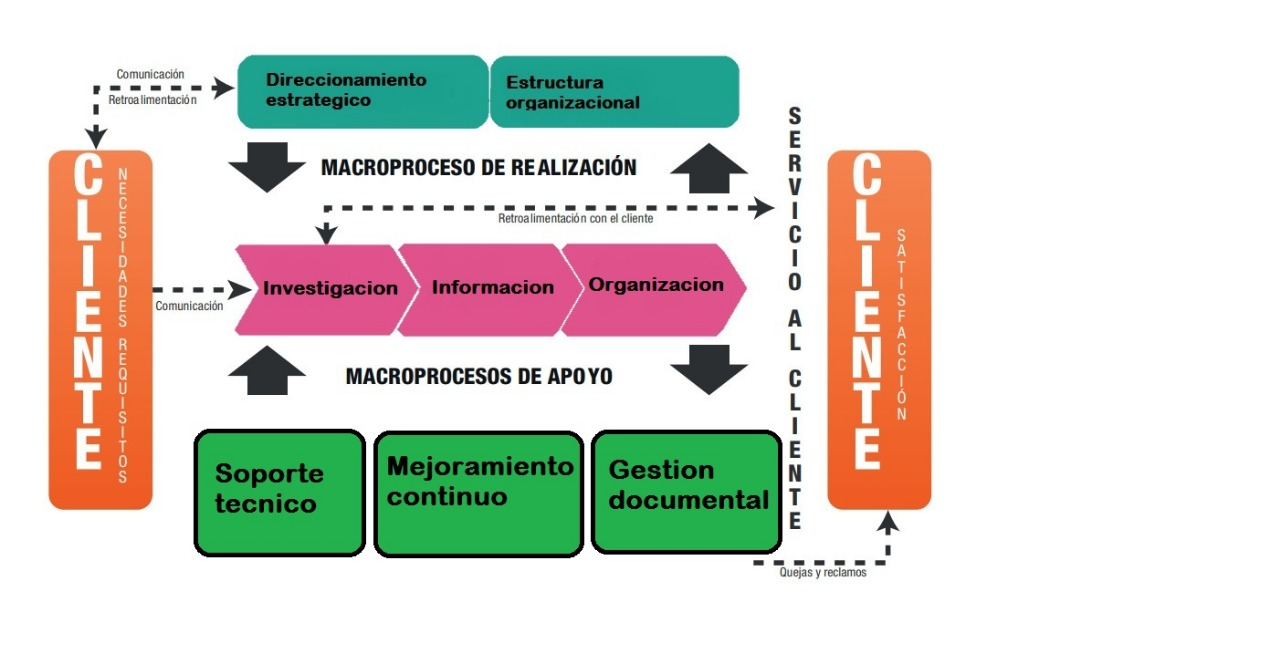 Comunicación
Retroalimentación
Direccionamiento
estrategico
Estructura
organizacional
MACROPROCESO DE REALIZACIÓN
Retroalimentación con el cliente
CLIENTE
NECESIDADES REQUISITOS
Comunicación
Investigacion
Informacion
Organizacion
MACROPROCESOS DE APOYO
Soporte
tecnico
Mejoramiento
continuo
Gestion
documental
SERVICIO AL CLIENTE
CLIENTE
SATISFACCIÓN
Quejas y reclamos